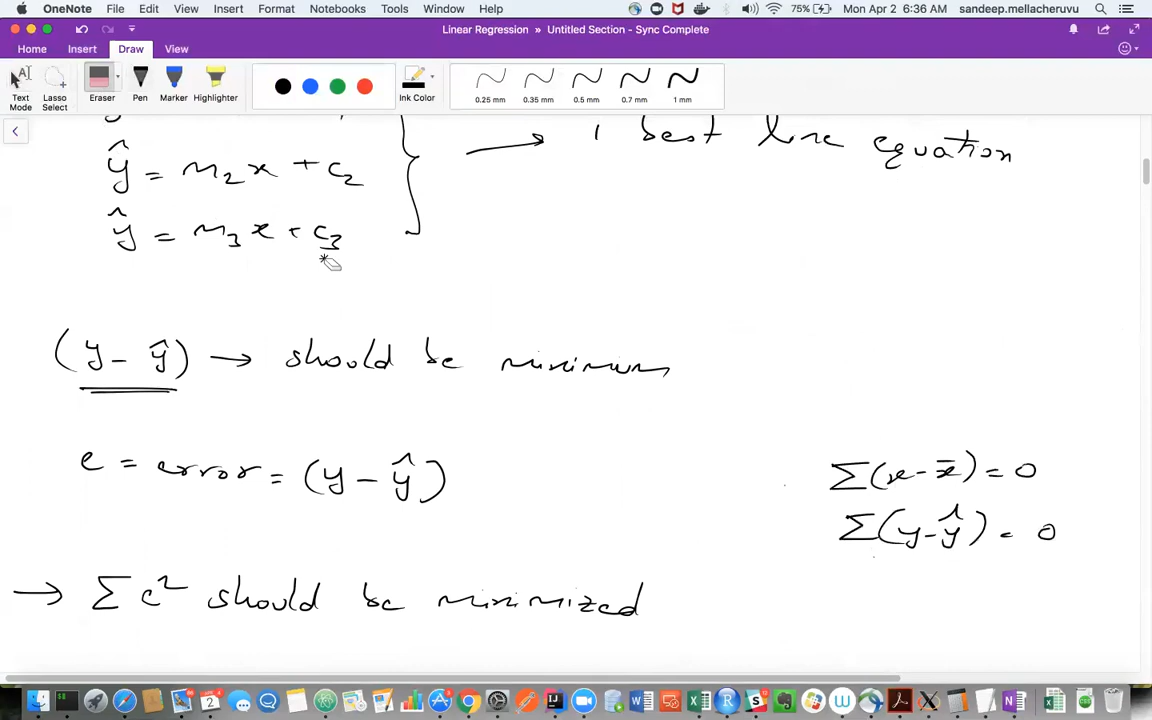 OneNote File Edit View Insert Format Notebooks Tools Window Help 75% Mon Apr 2 6:36 AM sandeep.mellacheruvu
Linear Regression » Untitled Section - Sync Complete
Home Insert Draw View
Text Mode Lasso Select Eraser Pen Marker Highlighter Ink Color 0.25 mm 0.35 mm 0.5 mm 0.7 mm 1 mm
→ 1 best line equation
ŷ = m₂x + c₂
ŷ = m₃x + c₃
(y - ŷ) → should be minimum
e = error = (y - ŷ)
∑(x - x̄) = 0
∑(y - ŷ) = 0
→ ∑e² should be minimized